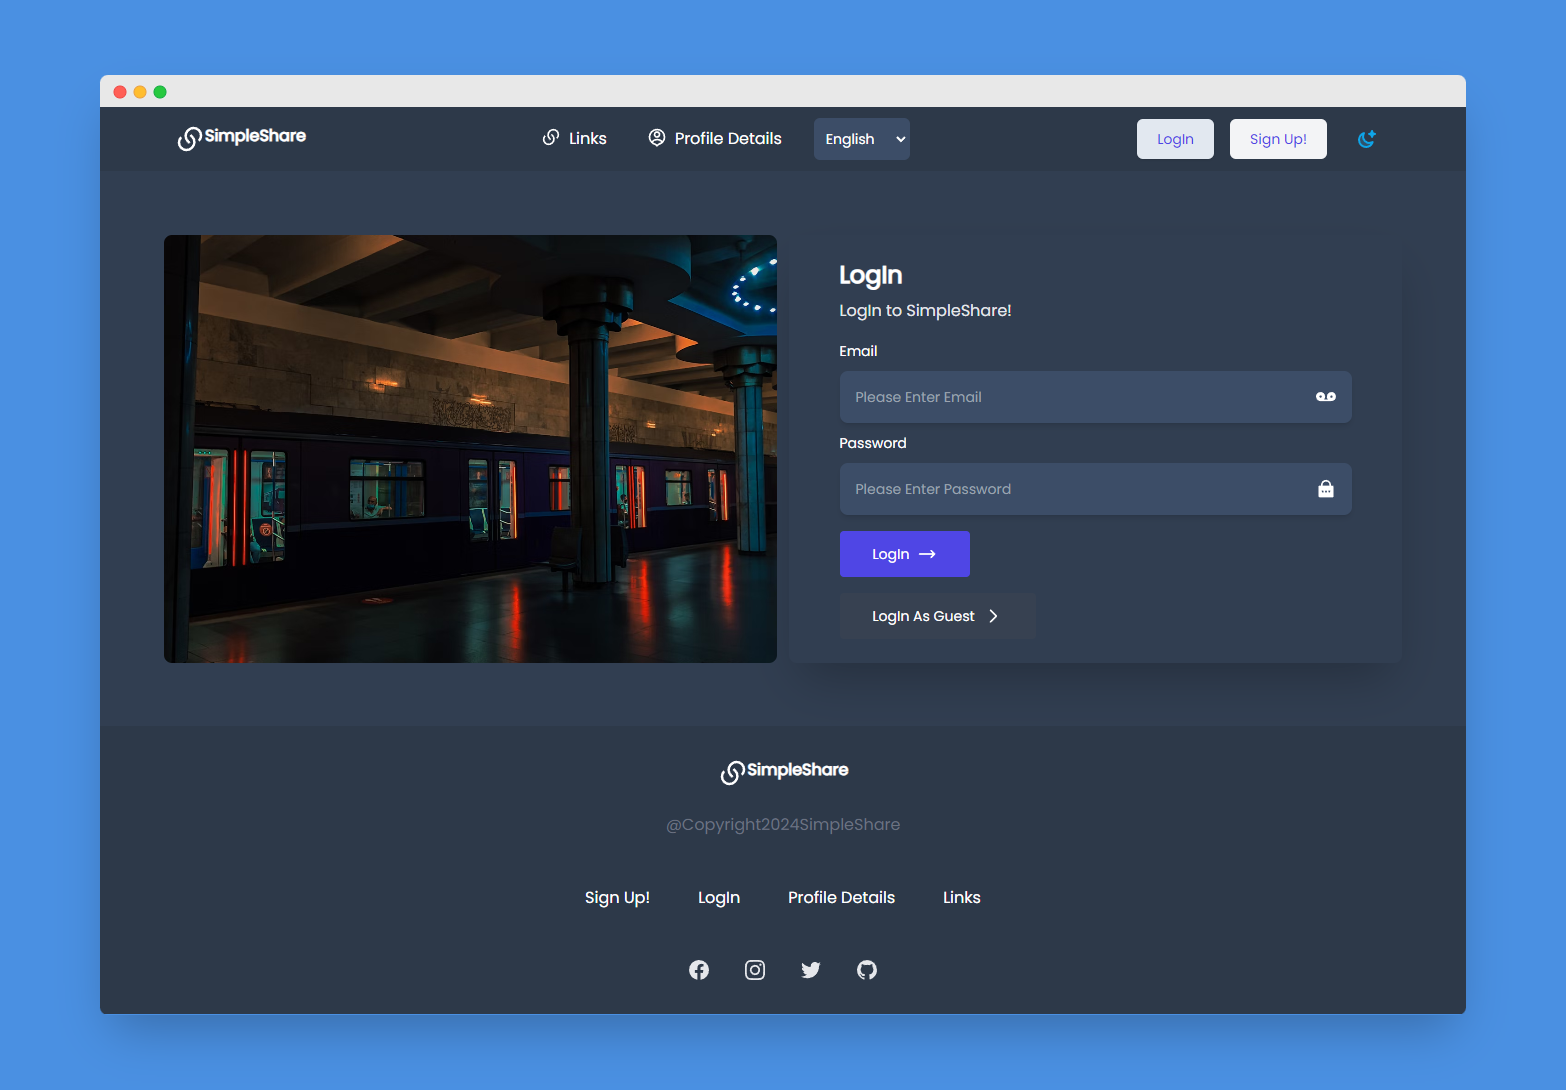 SimpleShare
Links
Profile Details
English
LogIn
Sign Up!
LogIn
LogIn to SimpleShare!
Email
Please Enter Email
Password
Please Enter Password
LogIn
LogIn As Guest
SimpleShare
@Copyright2024SimpleShare
Sign Up!
LogIn
Profile Details
Links